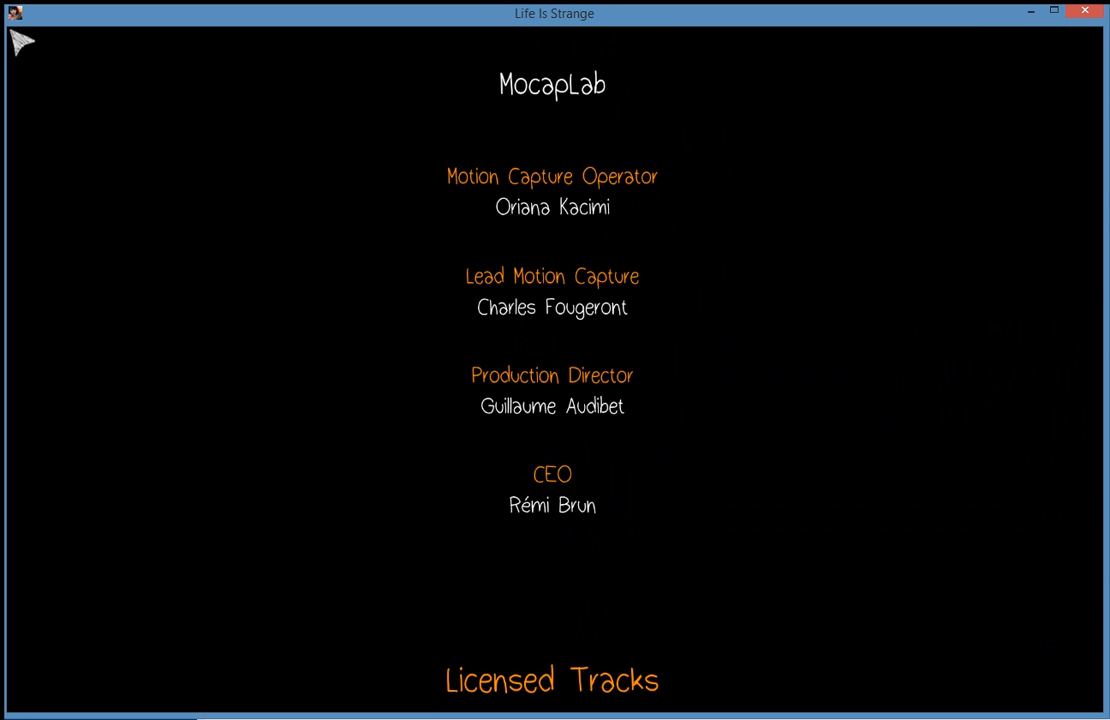 Life Is Strange
MocapLab
Motion Capture Operator
Oriana Kacimi
Lead Motion Capture
Charles Fougeront
Production Director
Guillaume Audibet
CEO
Rémi Brun
Licensed Tracks